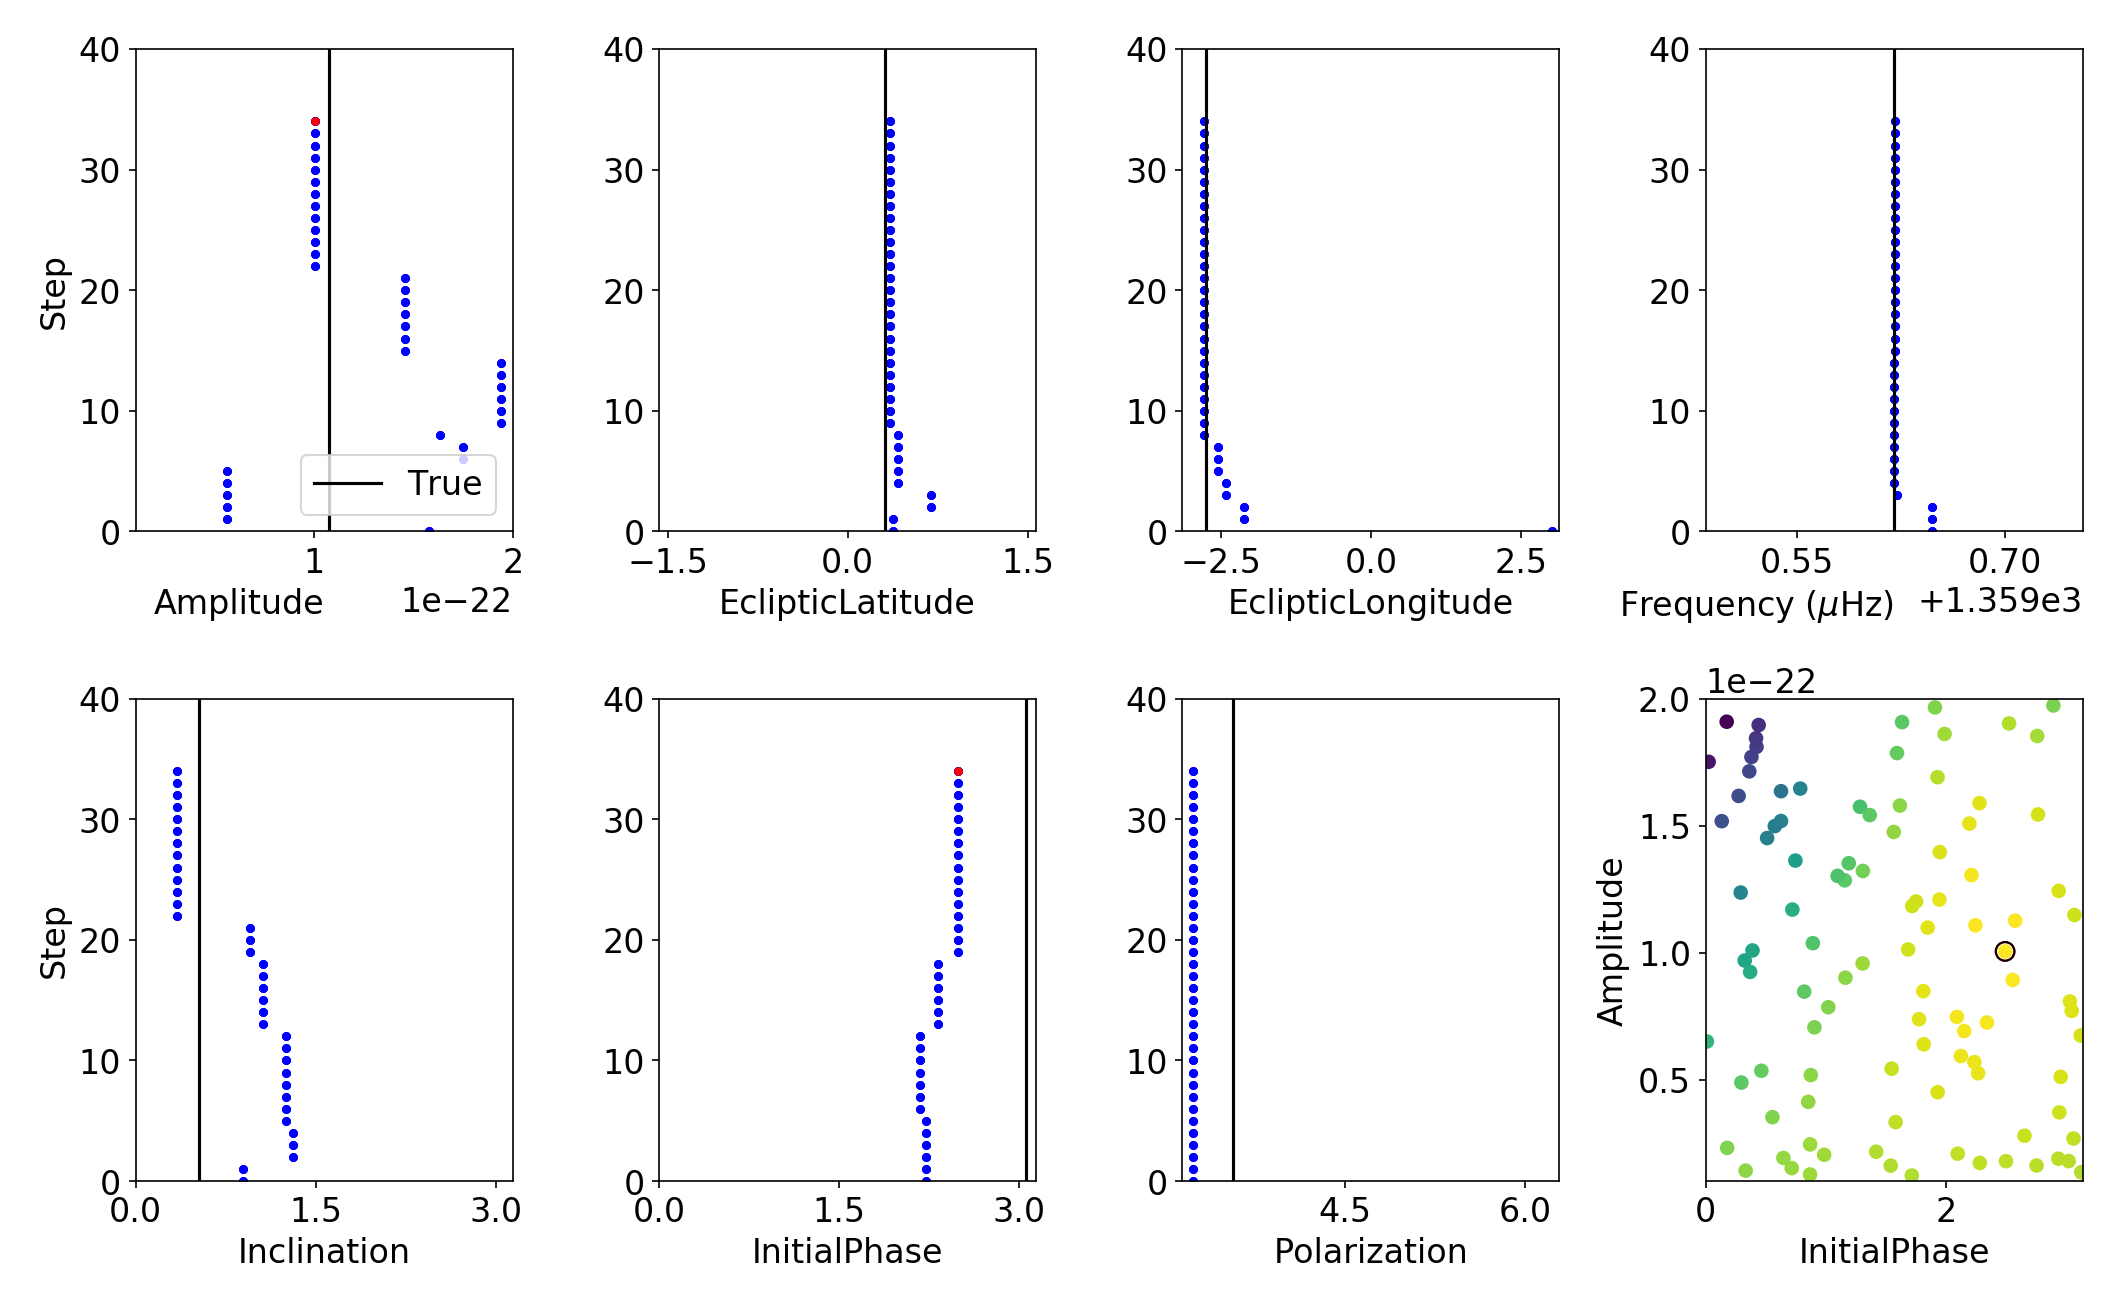 40 40 40 40
30 30 30 30
Step
20 20 20 20
10 10 10 10
True
0 0 0 0
1 2 −1.5 0.0 1.5 −2.5 0.0 2.5 0.55 0.70
Amplitude 1e−22 EclipticLatitude EclipticLongitude Frequency (μHz) +1.359e3
1e−22
40 40 40 2.0
30 30 30 1.5
Step Amplitude
20 20 20 1.0
10 10 10 0.5
0 0 0
0.0 1.5 3.0 0.0 1.5 3.0 4.5 6.0 0 2
Inclination InitialPhase Polarization InitialPhase